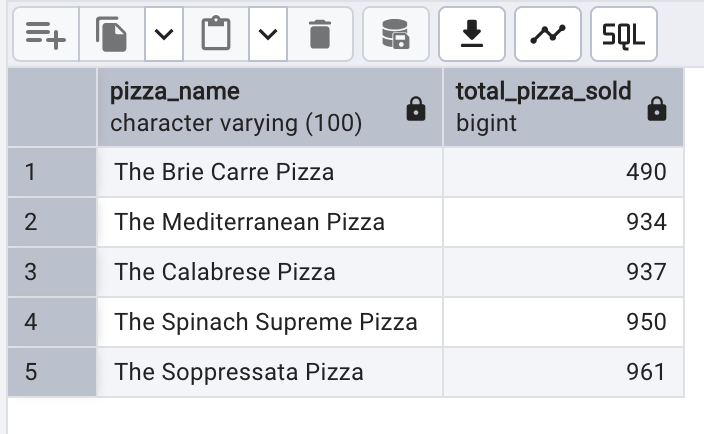 SQL
pizza_name total_pizza_sold
character varying (100) bigint
1 The Brie Carre Pizza 490
2 The Mediterranean Pizza 934
3 The Calabrese Pizza 937
4 The Spinach Supreme Pizza 950
5 The Soppressata Pizza 961